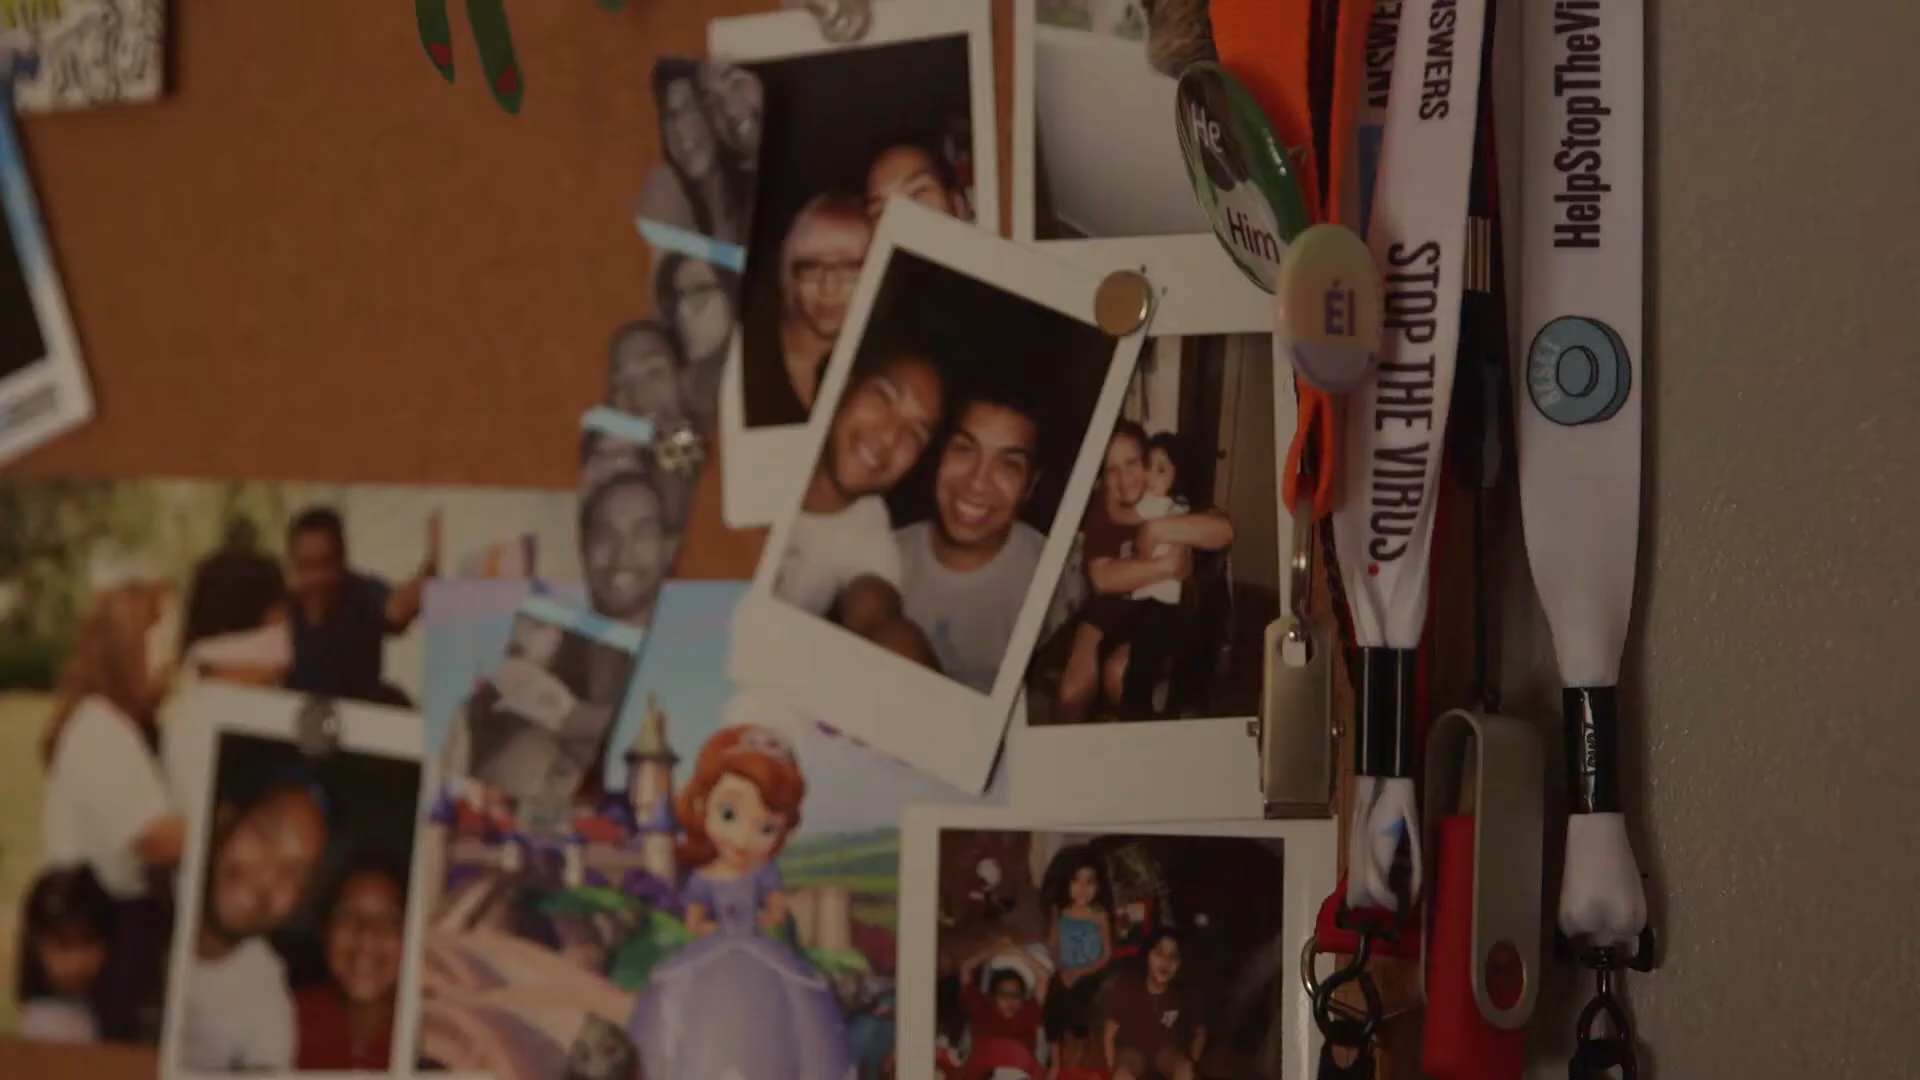 He
Him
Él
ANSWERS
STOP THE VIRUS.
HelpStopTheVi